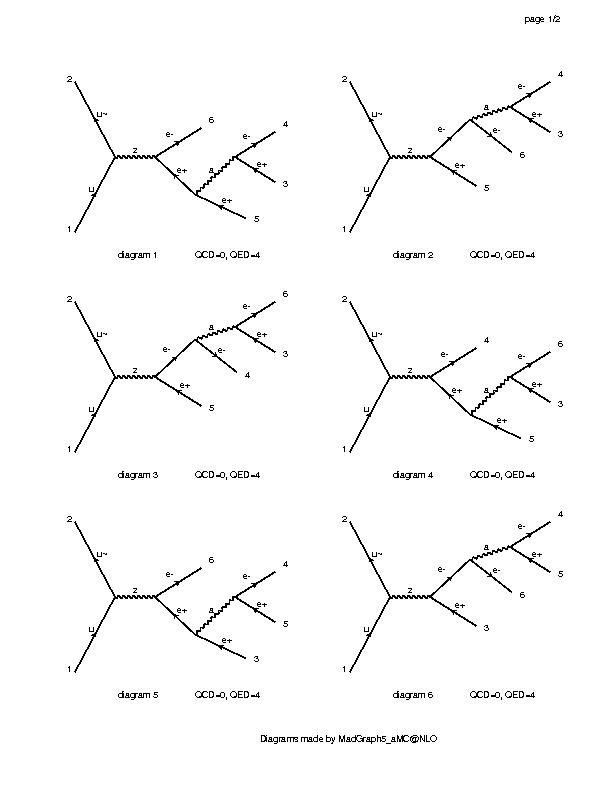 page 1/2
2
u~
u
1
z
e-
6
e+
a
e-
4
e+
3
e+
5
diagram 1 QCD=0, QED=4
2
u~
u
1
z
e-
a
e-
4
e+
3
e-
6
e+
5
diagram 2 QCD=0, QED=4
2
u~
u
1
z
e-
a
e-
6
e+
3
e-
4
e+
5
diagram 3 QCD=0, QED=4
2
u~
u
1
z
e-
4
e+
a
e-
6
e+
3
e+
5
diagram 4 QCD=0, QED=4
2
u~
u
1
z
e-
6
e+
a
e-
4
e+
5
e+
3
diagram 5 QCD=0, QED=4
2
u~
u
1
z
e-
a
e-
4
e+
5
e-
6
e+
3
diagram 6 QCD=0, QED=4
Diagrams made by MadGraph5_aMC@NLO